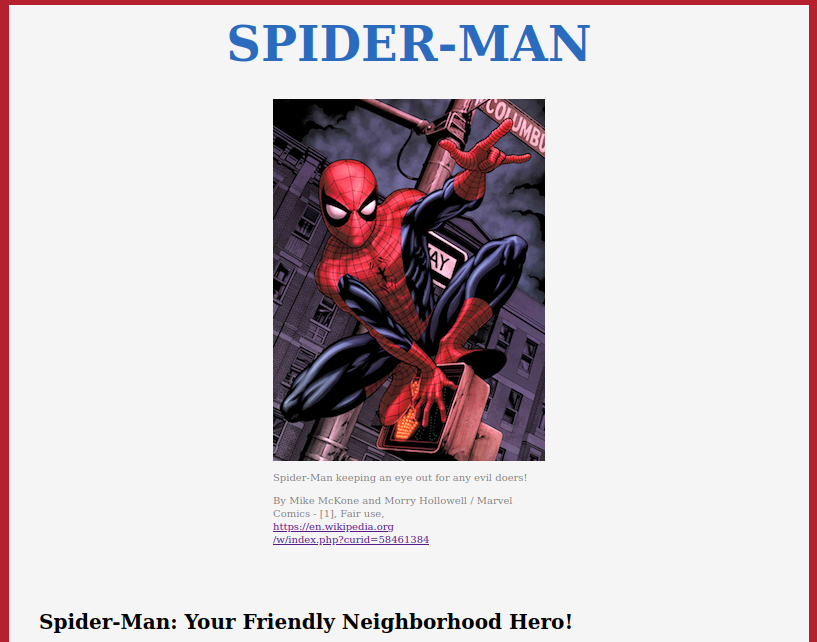 SPIDER-MAN
COLUMBU
AY
Spider-Man keeping an eye out for any evil doers!
By Mike McKone and Morry Hollowell / Marvel
Comics - [1], Fair use,
https://en.wikipedia.org
/w/index.php?curid=58461384
Spider-Man: Your Friendly Neighborhood Hero!